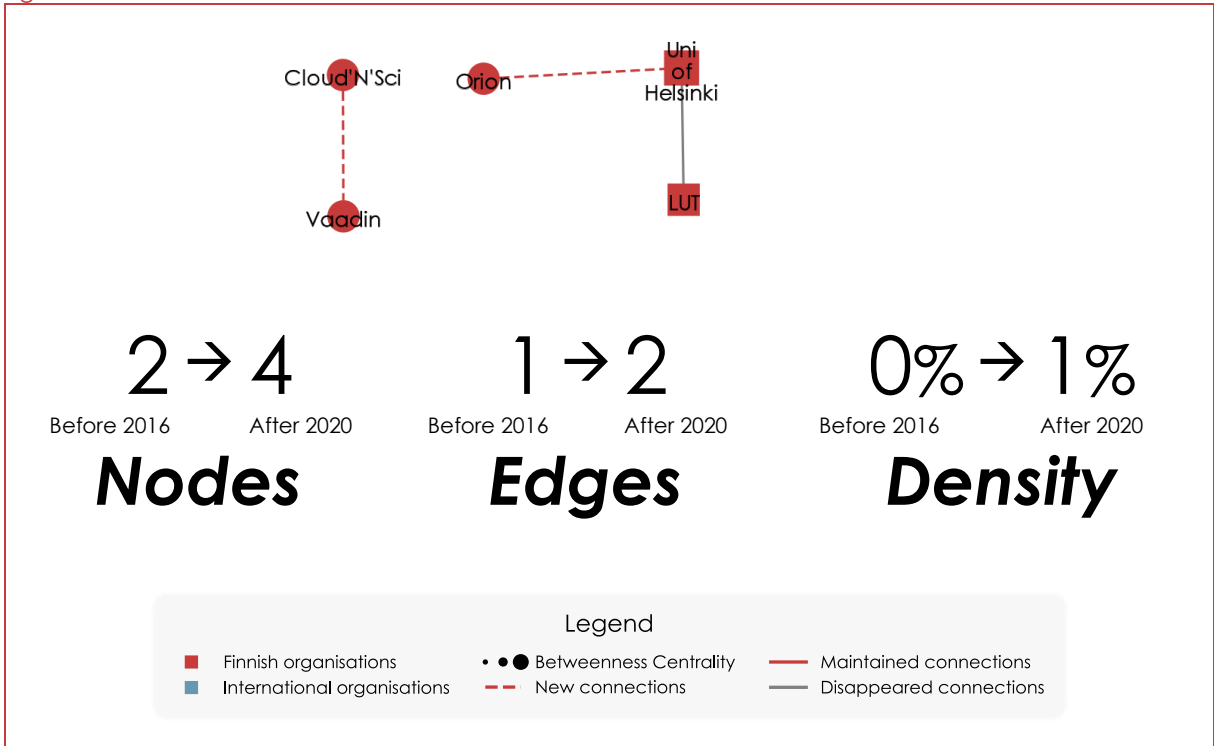 Cloud'N'Sci
Orion
Uni
of
Helsinki
Vaadin
LUT
2 → 4
Before 2016 After 2020
Nodes
1 → 2
Before 2016 After 2020
Edges
0% → 1%
Before 2016 After 2020
Density
Legend
Finnish organisations
International organisations
Betweenness Centrality
New connections
Maintained connections
Disappeared connections